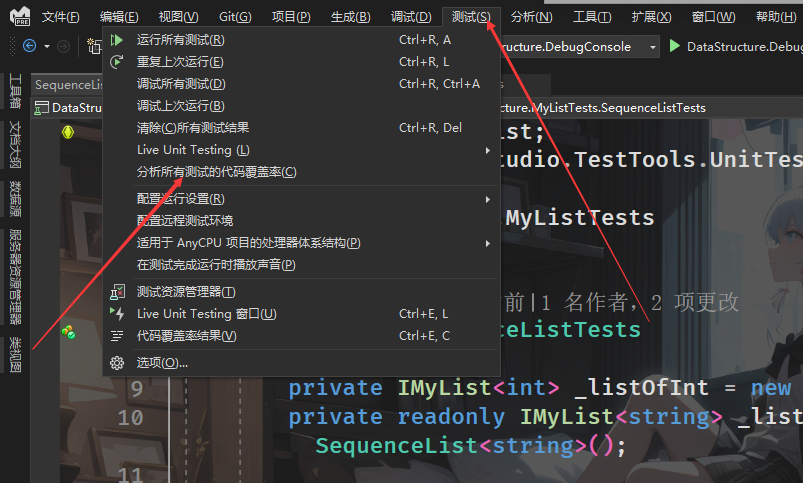 文件(F) 编辑(E) 视图(V) Git(G) 项目(P) 生成(B) 调试(D) 测试(S) 分析(N) 工具(T) 扩展(X) 窗口(W) 帮助(H)
PRE
运行所有测试(R) Ctrl+R, A
ucture.DebugConsole DataStructure.Debug
重复上次运行(E) Ctrl+R, L
调试所有测试(D) Ctrl+R, Ctrl+A
SequenceLis
调试上次运行(B)
DataStru
cture.MyListTests.SequenceListTests
清除(C)所有测试结果 Ctrl+R, Del
Live Unit Testing (L)
分析所有测试的代码覆盖率(C)
配置运行设置(R)
配置远程测试环境
适用于 AnyCPU 项目的处理器体系结构(P)
在测试完成运行时播放声音(P)
测试资源管理器(T)
Live Unit Testing 窗口(U) Ctrl+E, L
代码覆盖率结果(V) Ctrl+E, C
选项(O)...
工具箱
文档大纲
数据源
服务器资源管理器
类视图
st;
tudio.TestTools.UnitTes
MyListTests
前|1 名作者, 2 项更改
ceListTests
9 private IMyList<int> _listOfInt = new
10 private readonly IMyList<string> _list
SequenceList<string>();
11